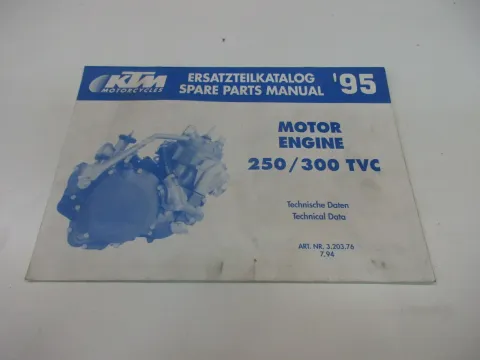 KTM
MOTORCYCLES
ERSATZTEILKATALOG
SPARE PARTS MANUAL
'95
MOTOR
ENGINE
250/300 TVC
Technische Daten
Technical Data
ART. NR. 3.203.76
7,94